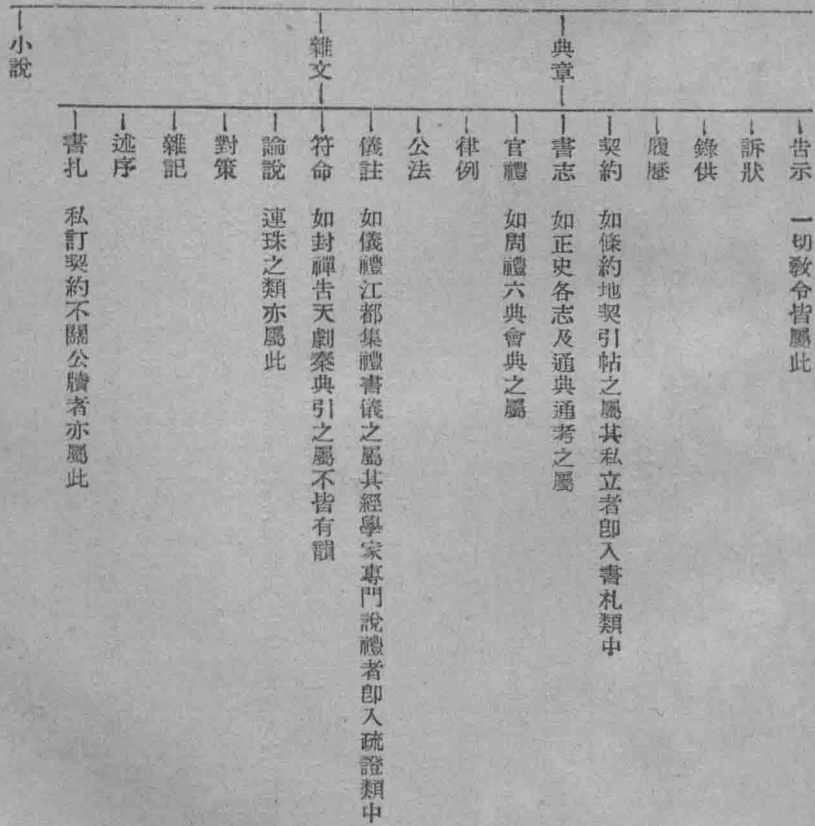 告示　一切敎令皆屬此
訴狀
錄供
履歷
契約　如條約地契引帖之屬其私立者卽入書札類中
典章
書志　如正史各志及通典通考之屬
官禮　如周禮六典會典之屬
律例
公法
儀註　如儀禮江都集禮書儀之屬其經學家專門說禮者卽入疏證類中
雜文
符命　如封禪告天劇秦典引之屬不皆有韻
論說　連珠之類亦屬此
對策
雜記
述序
書扎　私訂契約不關公牘者亦屬此
小說